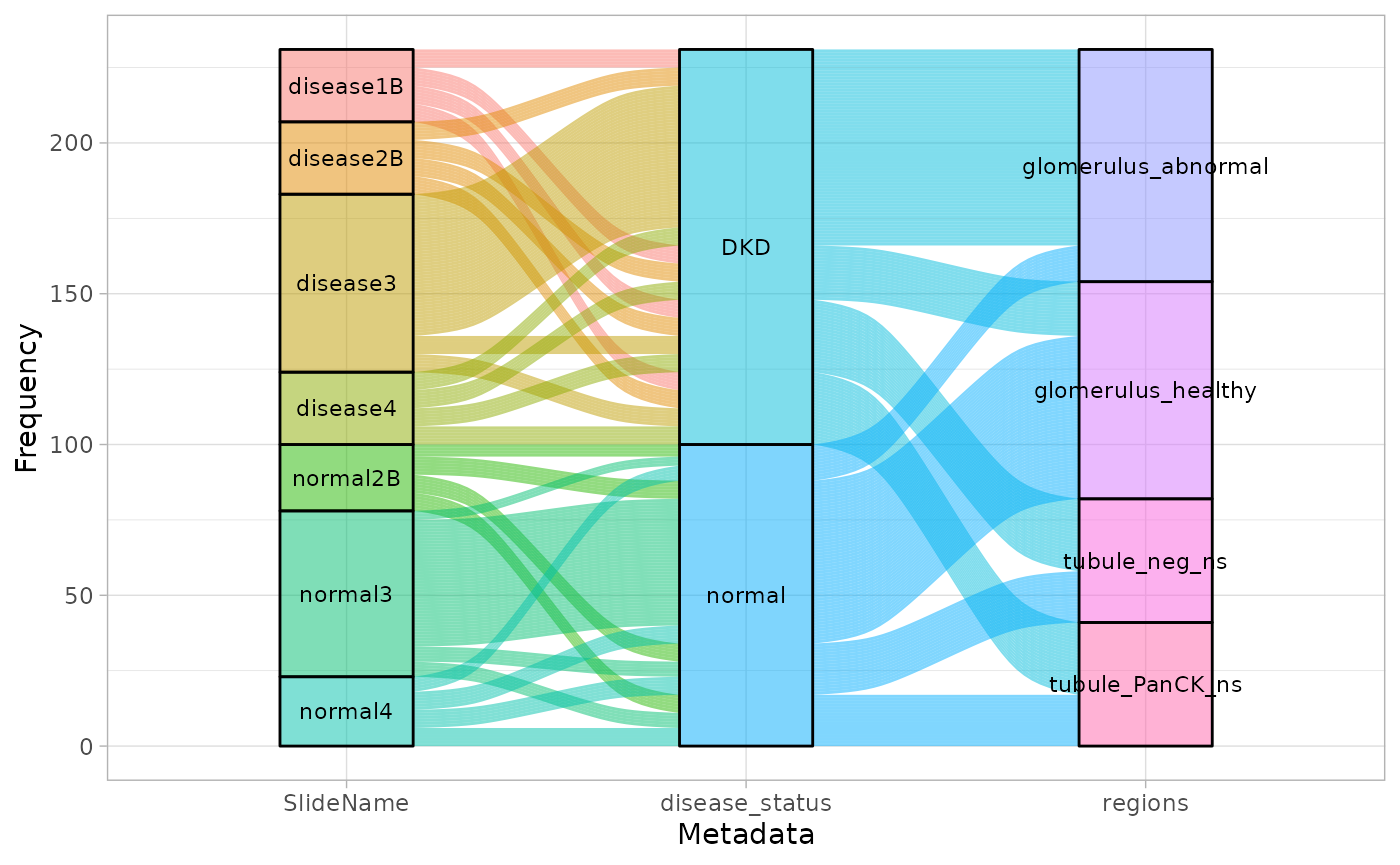 Frequency
200
150
100
50
0
disease1B
disease2B
disease3
disease4
normal2B
normal3
normal4
DKD
normal
glomerulus_abnormal
glomerulus_healthy
tubule_neg_ns
tubule_PanCK_ns
SlideName
disease_status
regions
Metadata